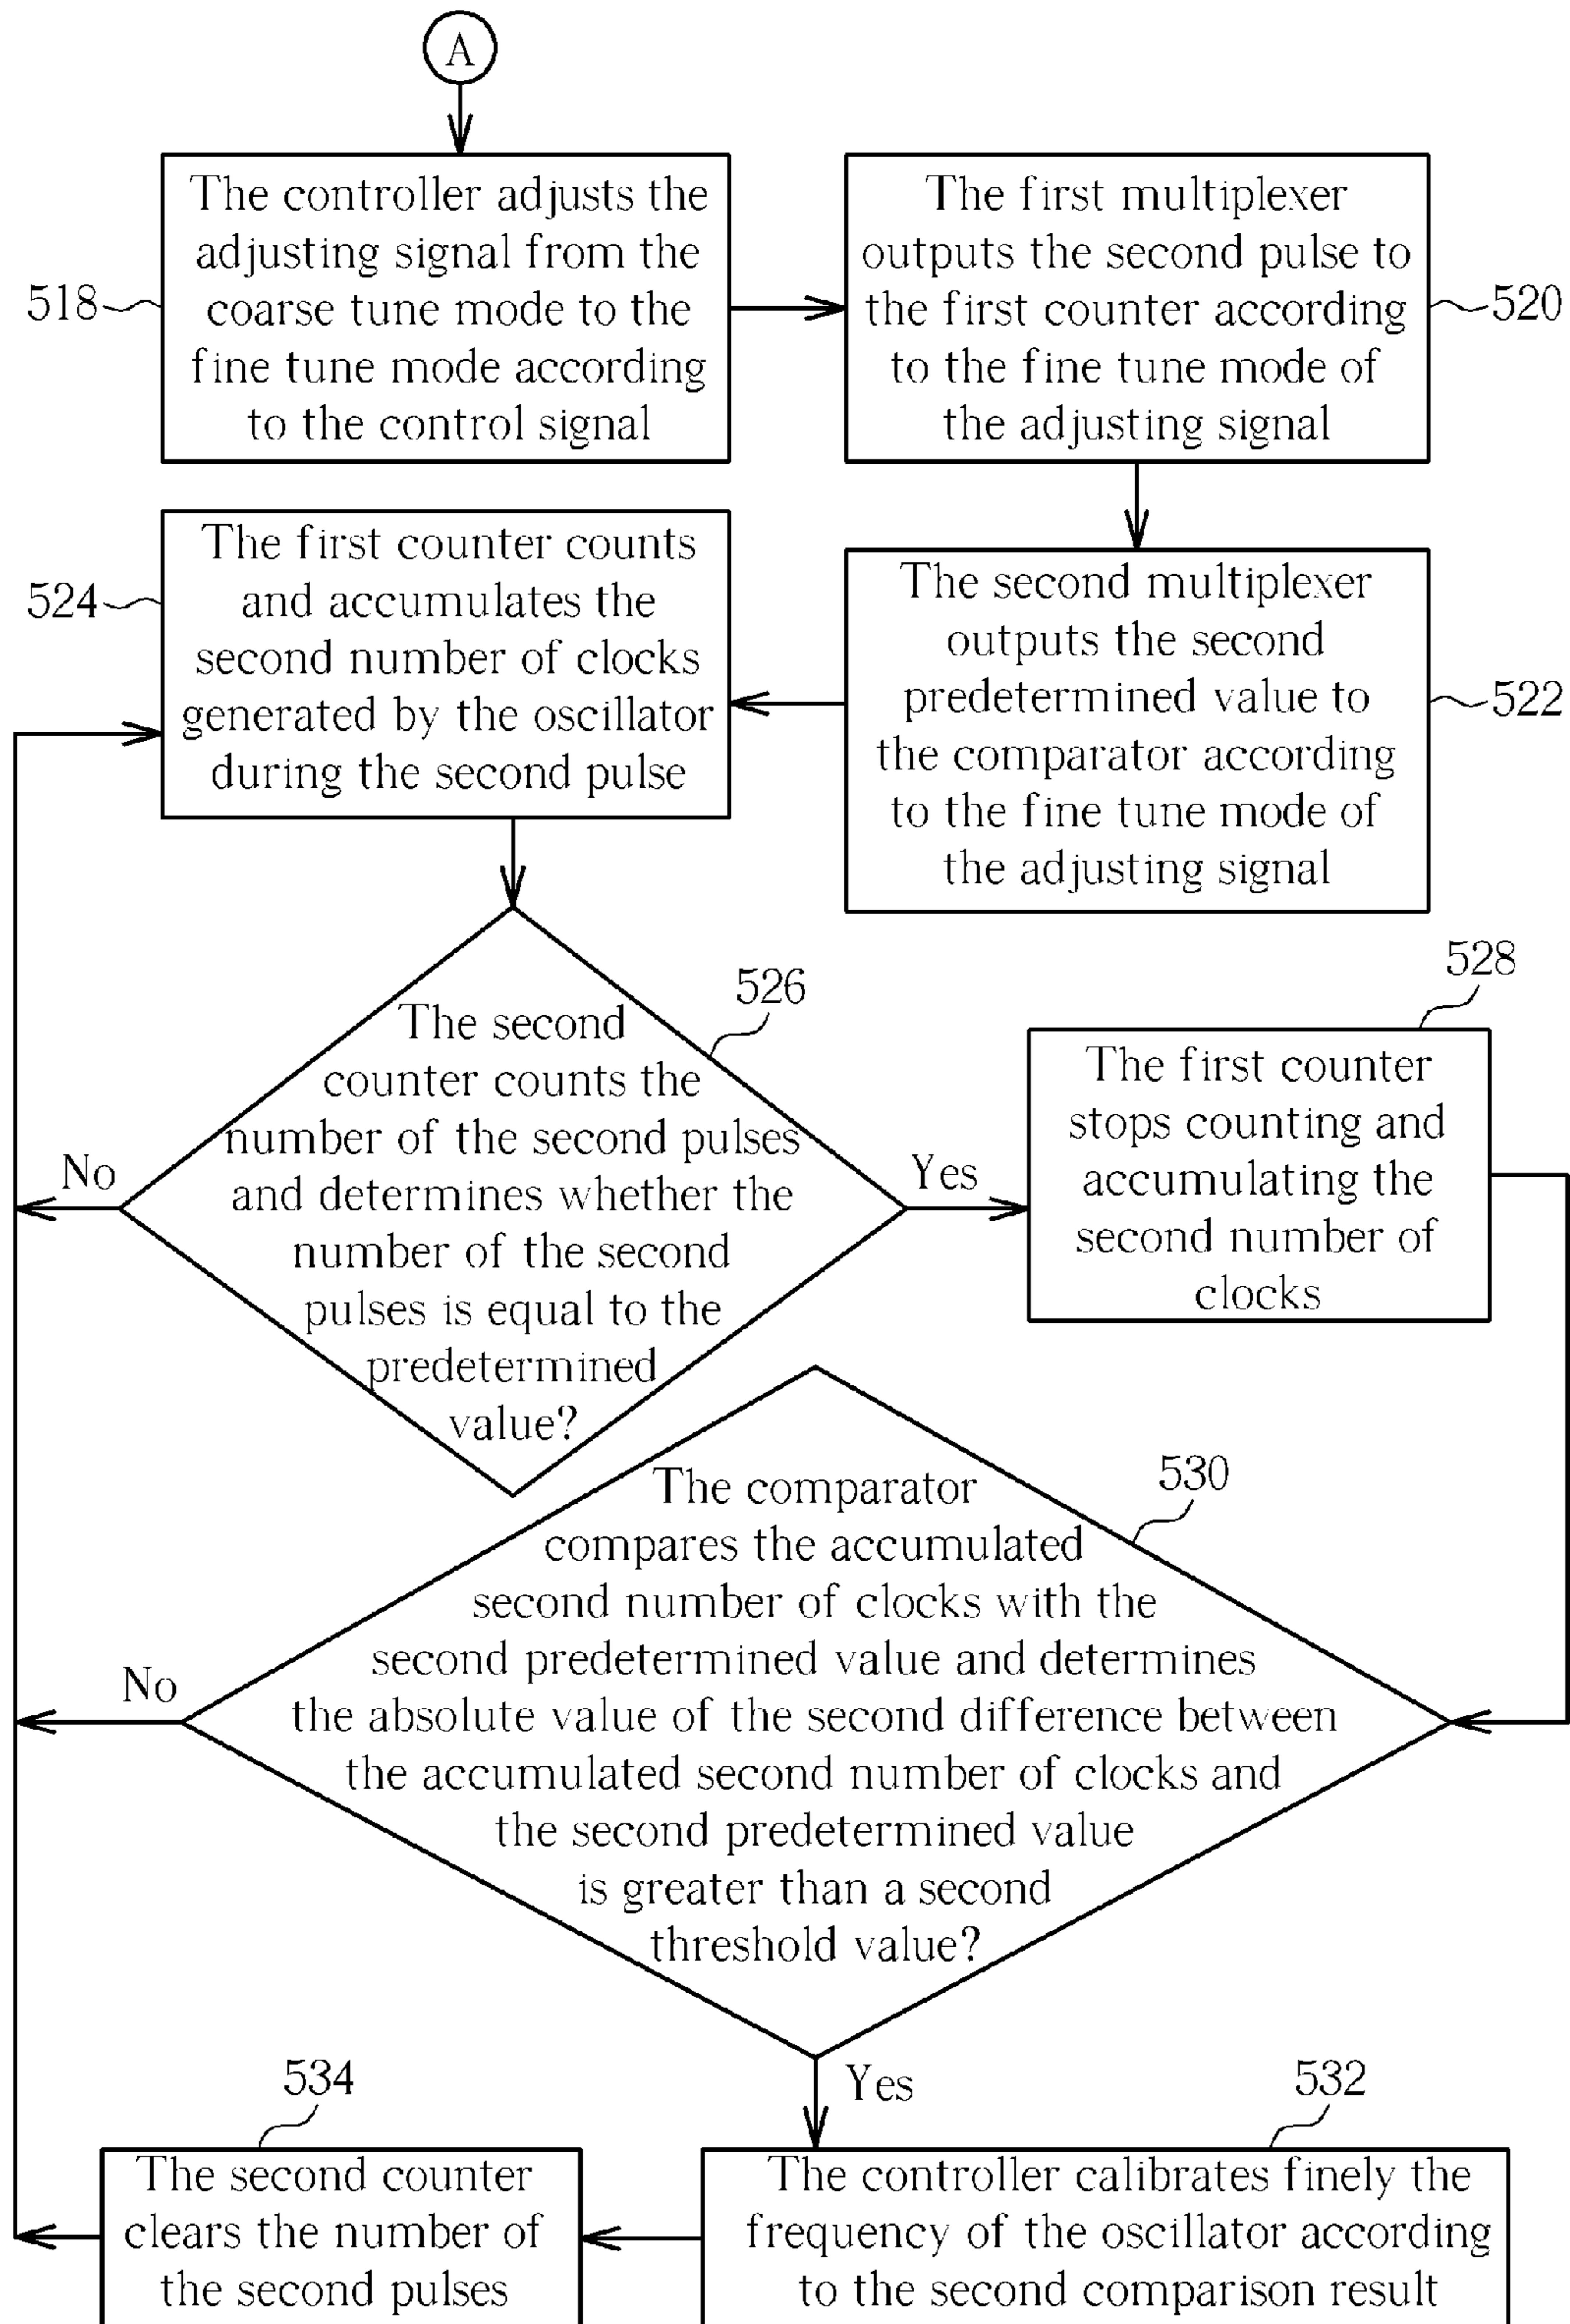 A
The controller adjusts the
adjusting signal from the
coarse tune mode to the
fine tune mode according
to the control signal
518
The first multiplexer
outputs the second pulse to
the first counter according
to the fine tune mode of
the adjusting signal
520
The second multiplexer
outputs the second
predetermined value to
the comparator according
to the fine tune mode of
the adjusting signal
522
The first counter counts
and accumulates the
second number of clocks
generated by the oscillator
during the second pulse
524
526
The second
counter counts the
number of the second pulses
and determines whether the
number of the second
pulses is equal to the
predetermined
value?
No
Yes
528
The first counter
stops counting and
accumulating the
second number of
clocks
530
The comparator
compares the accumulated
second number of clocks with the
second predetermined value and determines
the absolute value of the second difference between
the accumulated second number of clocks and
the second predetermined value
is greater than a second
threshold value?
No
Yes
532
The controller calibrates finely the
frequency of the oscillator according
to the second comparison result
534
The second counter
clears the number of
the second pulses